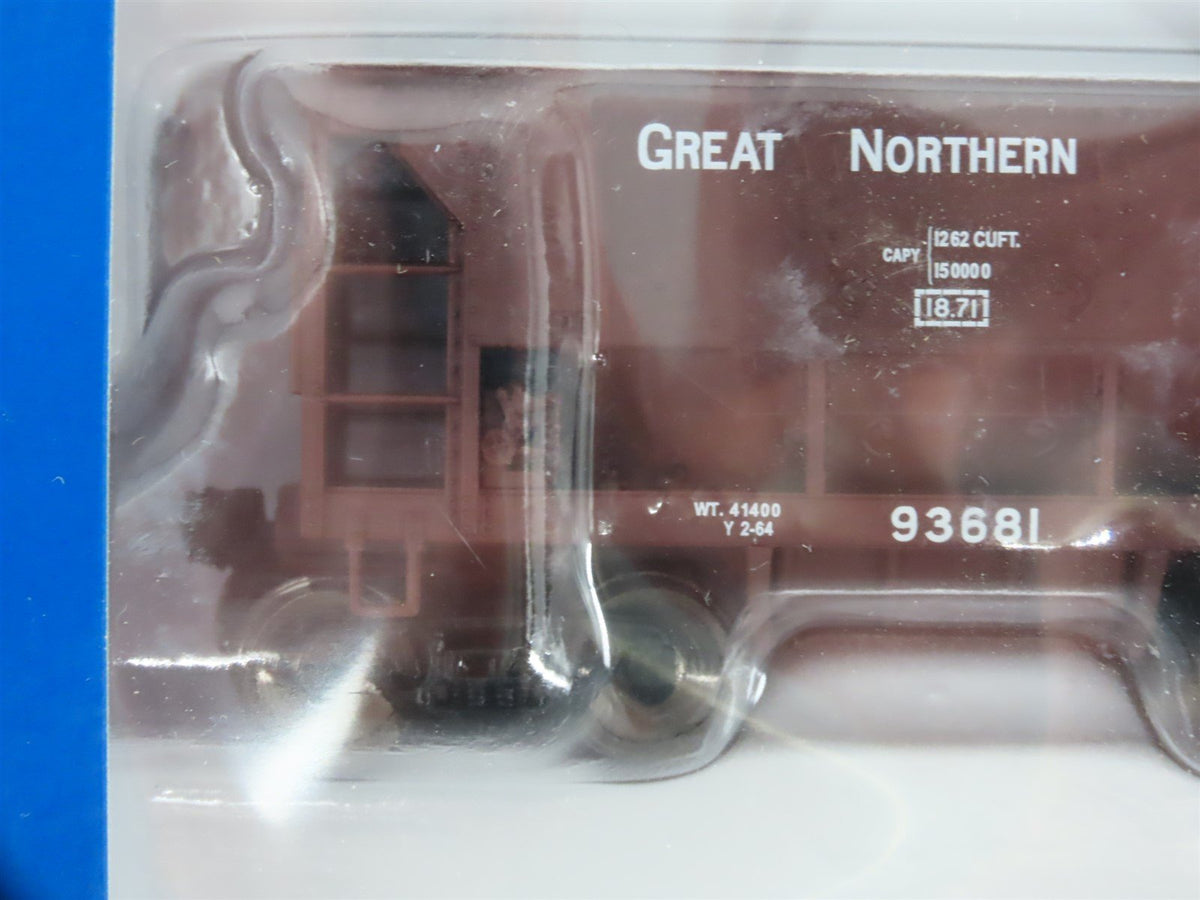 GREAT NORTHERN
CAPY 1262 CUFT.
150000
18.71
WT. 41400
Y 2-64
93681